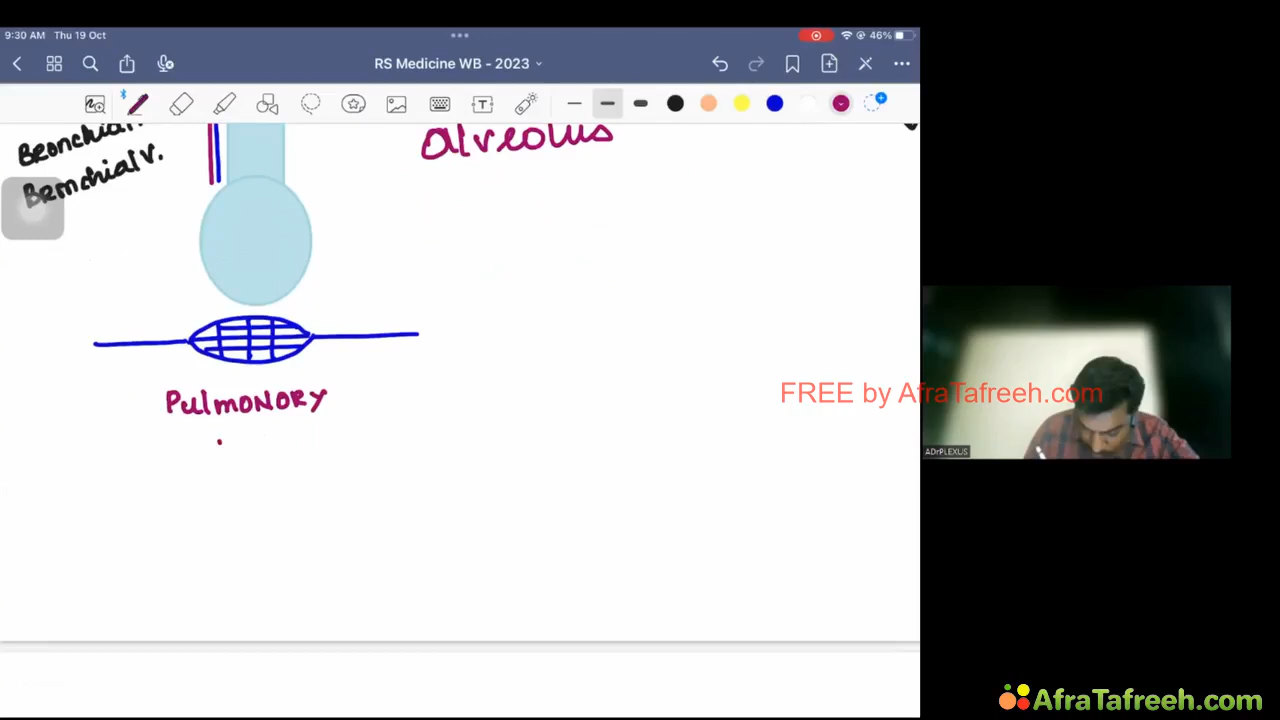 9:30 AM Thu 19 Oct
46%
RS Medicine WB - 2023
T
Bronchial
Bronchial v.
alveolus
PulmONORY
FREE by AfraTafreeh.com
ADrPLEXUS
AfraTafreeh.com